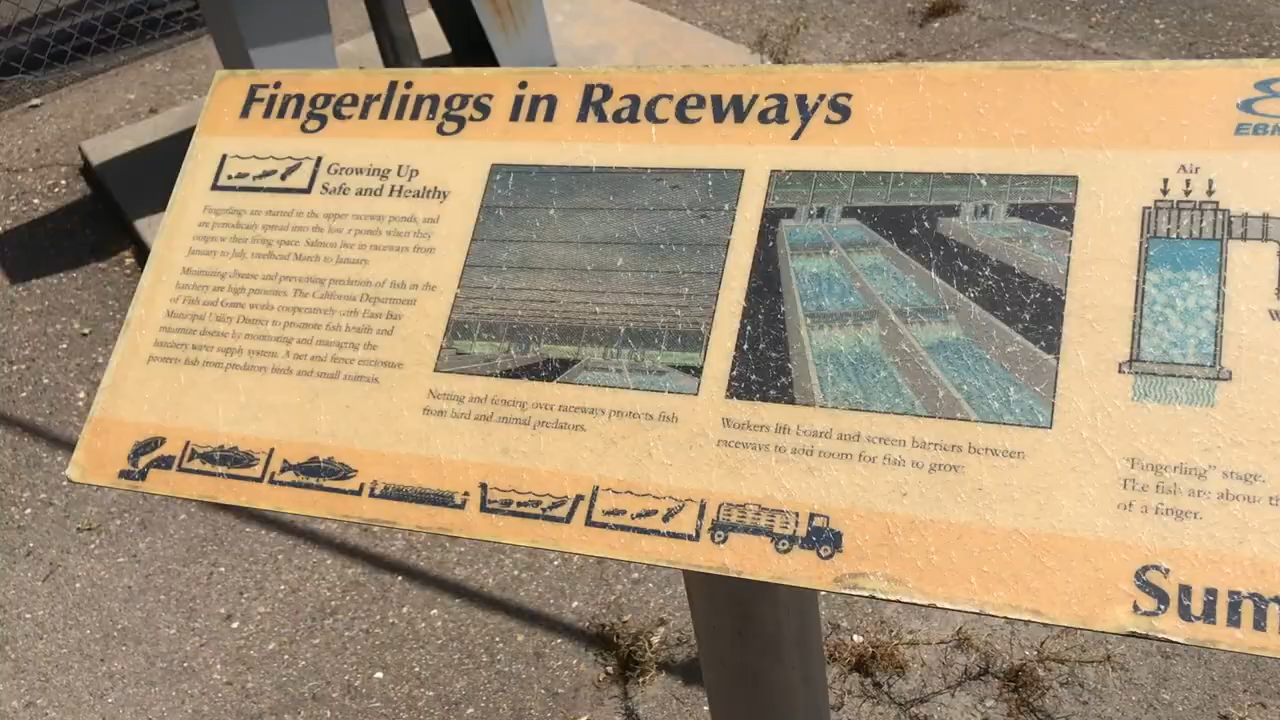 Fingerlings in Raceways
EBM
Growing Up
Safe and Healthy
Fingerlings are started in the upper raceway ponds, and
are periodically spread into the low r ponds when they
outgrow their living space. Salmon live in raceways from
January to July, steelhead March to January.
Minimizing disease and preventing predation of fish in the
hatchery are high priorities. The California Department
of Fish and Game works cooperatively with East Bay
Municipal Utility District to promote fish health and
minimize disease by monitoring and managing the
hatchery water supply system. A net and fence enclosure
protects fish from predatory birds and small animals.
Netting and fencing over raceways protects fish
from bird and animal predators.
Workers lift board and screen barriers between
raceways to add room for fish to grow.
Air
W
"Fingerling" stage.
The fish are about th
of a finger.
Sum